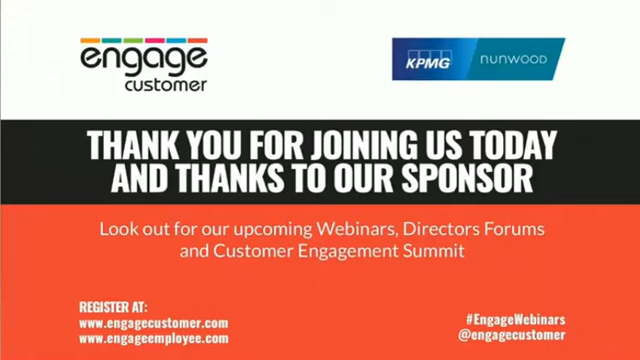 engage
customer
KPMG nunwood
THANK YOU FOR JOINING US TODAY
AND THANKS TO OUR SPONSOR
Look out for our upcoming Webinars, Directors Forums
and Customer Engagement Summit
REGISTER AT:
www.engagecustomer.com
www.engageemployee.com
#EngageWebinars
@engagecustomer